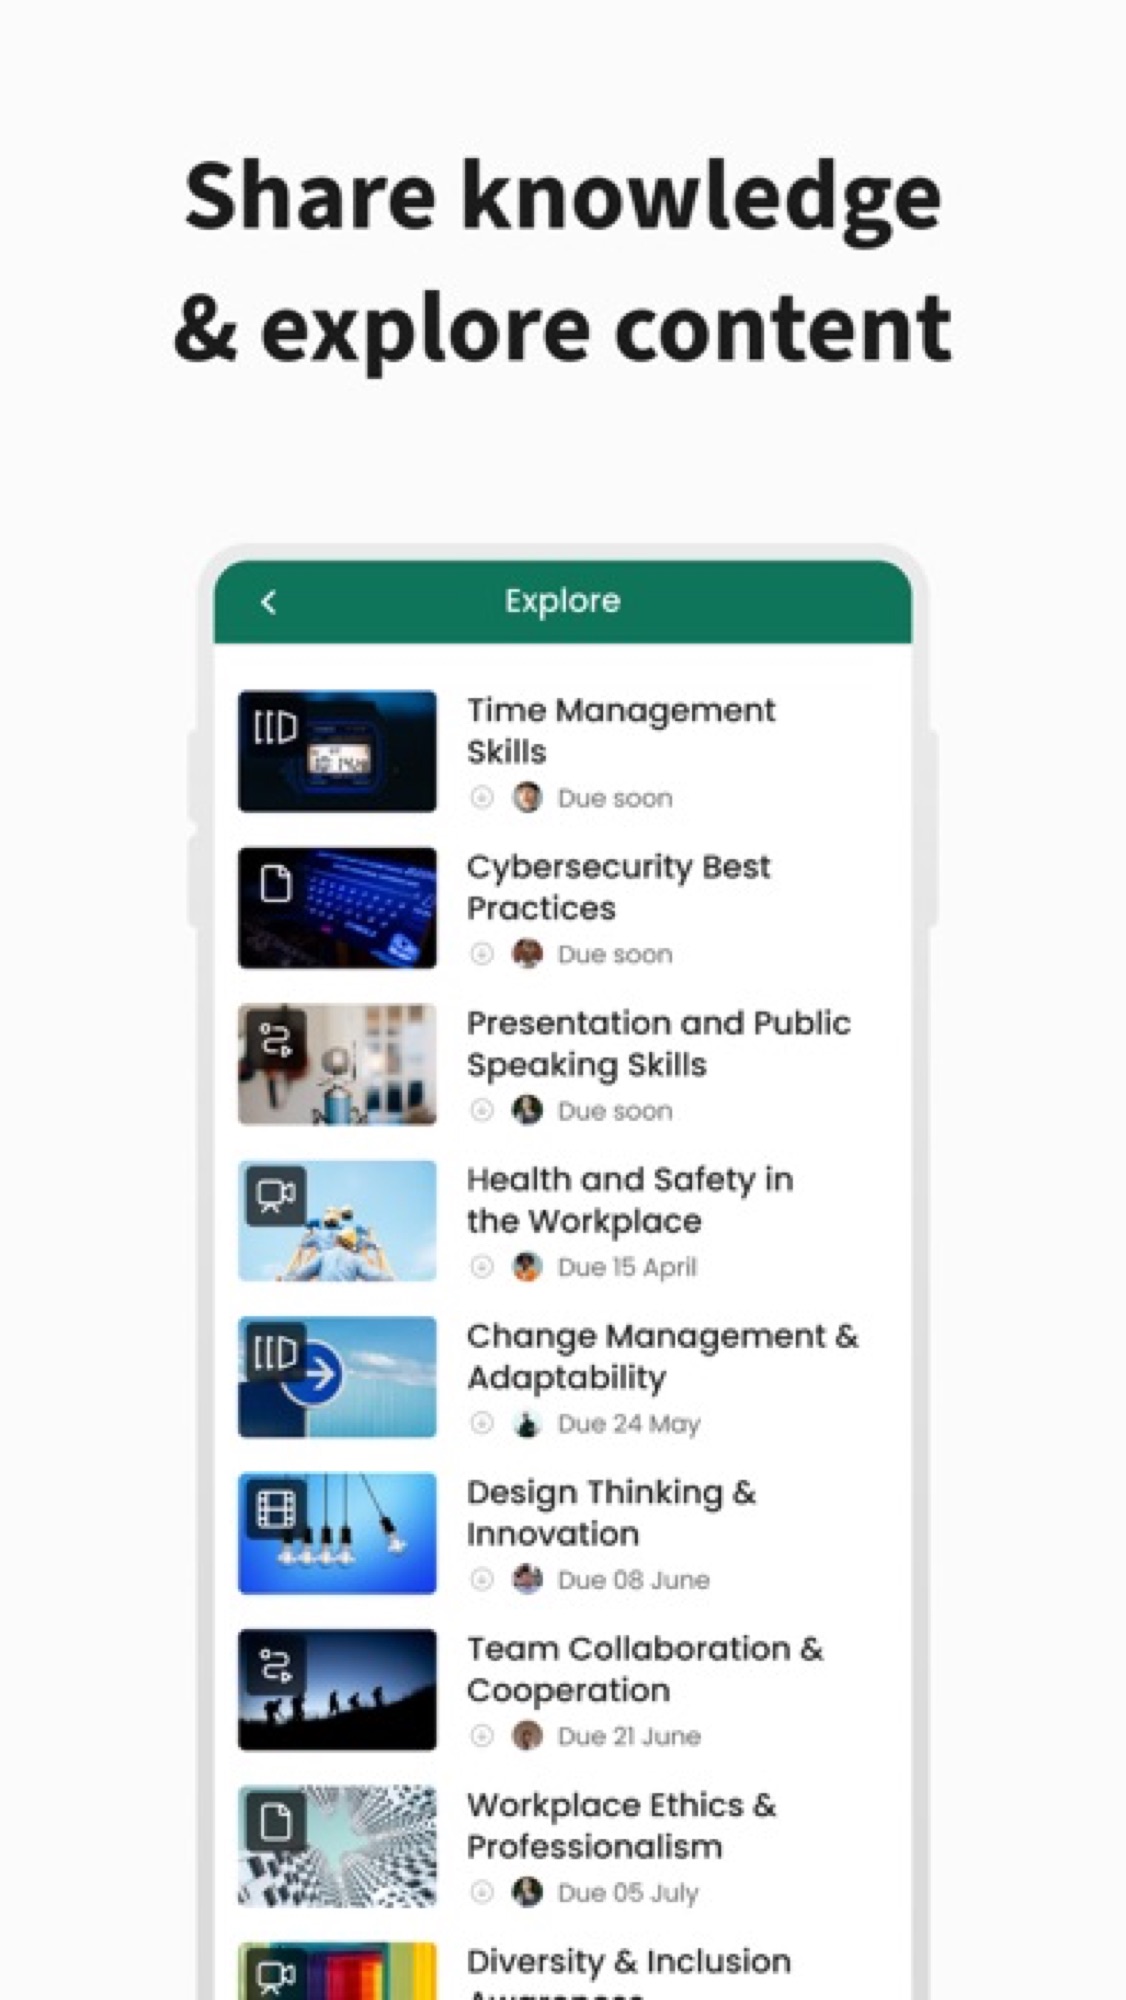 Share knowledge
& explore content
Explore
Time Management
Skills
Due soon
Cybersecurity Best
Practices
Due soon
Presentation and Public
Speaking Skills
Due soon
Health and Safety in
the Workplace
Due 15 April
Change Management &
Adaptability
Due 24 May
Design Thinking &
Innovation
Due 08 June
Team Collaboration &
Cooperation
Due 21 June
Workplace Ethics &
Professionalism
Due 05 July
Diversity & Inclusion
Awareness